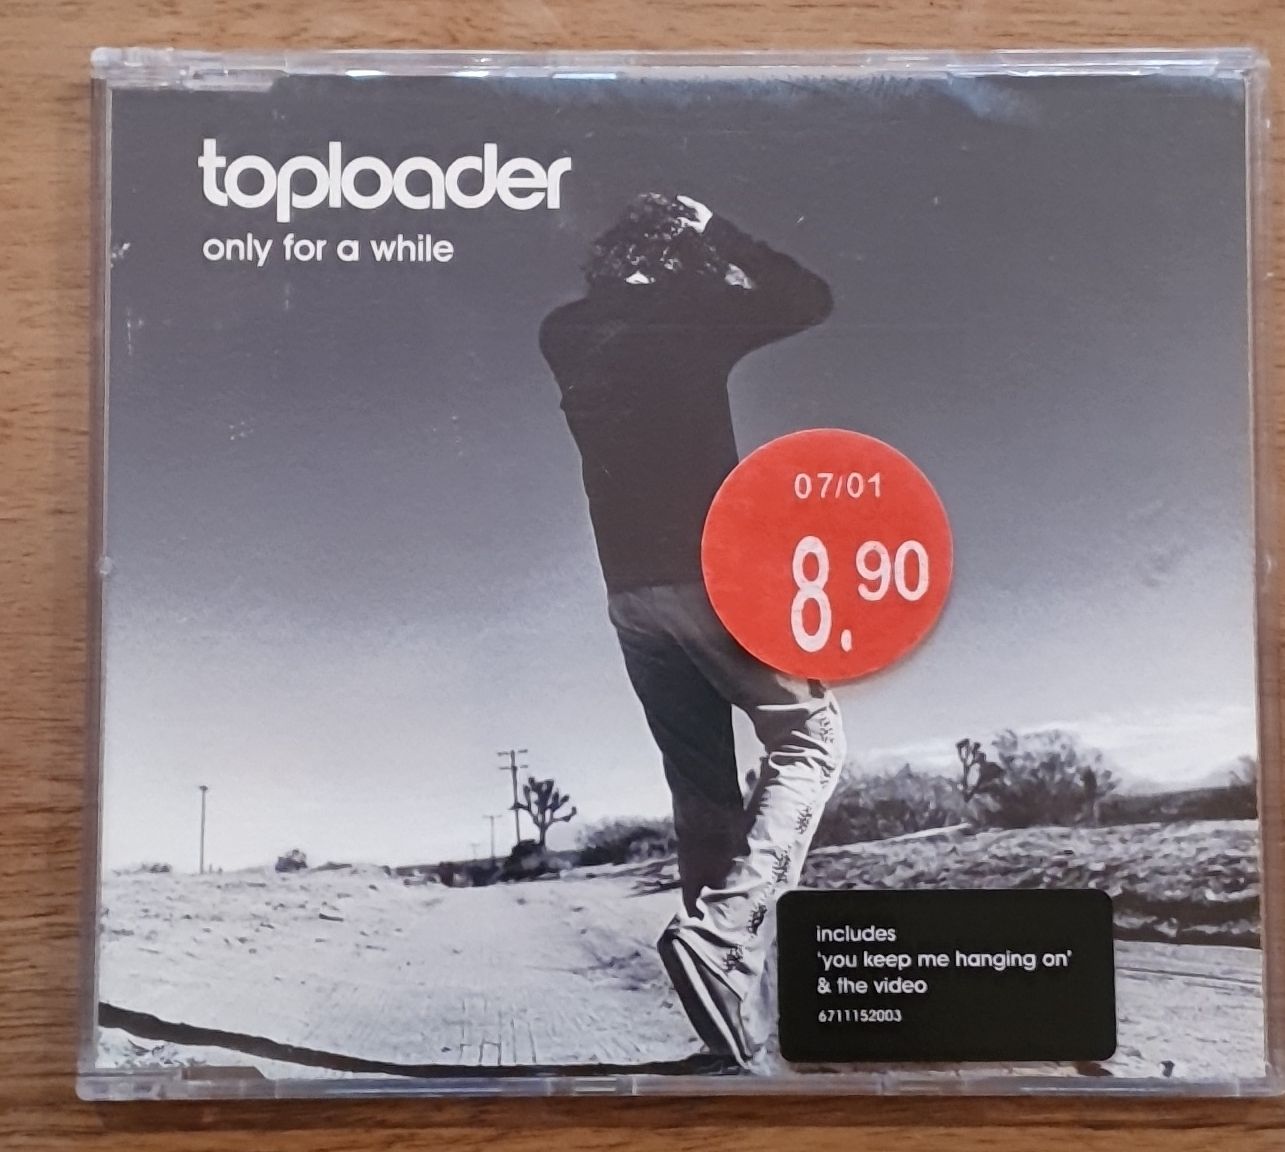 toploader
only for a while
07/01
8.90
includes
'you keep me hanging on'
& the video
6711152003